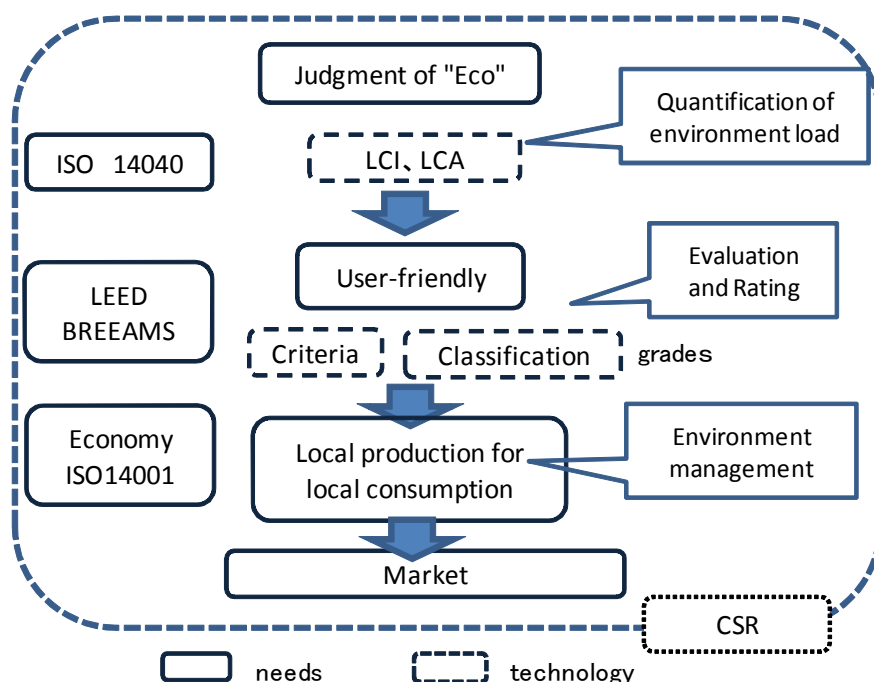 Judgment of "Eco"
Quantification of
environment load
ISO 14040
LCI、LCA
User-friendly
Evaluation
and Rating
LEED
BREEAMS
Criteria
Classification
grades
Economy
ISO14001
Local production for
local consumption
Environment
management
Market
CSR
needs
technology